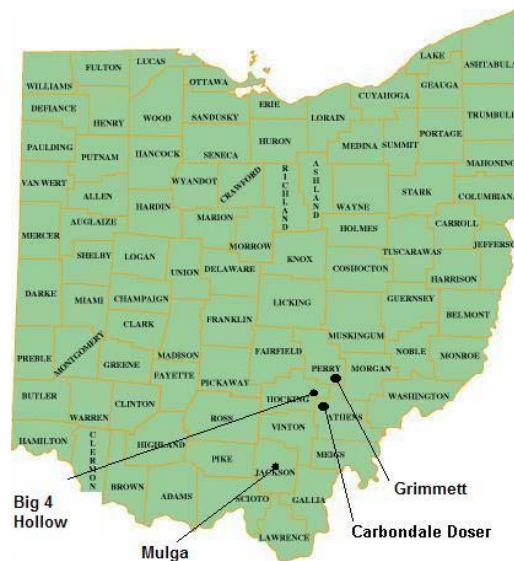 LAKE
ASHTABULA
LUCAS
FULTON
WILLIAMS
OTTAWA
CUYAHOGA
GEAUGA
DEFIANCE
WOOD
SANDUSKY
ERIE
LORAIN
TRUMBULL
HENRY
HURON
MEDINA
SUMMIT
PORTAGE
PAULDING
PUTNAM
HANCOCK
SENECA
MAHONING
VAN WERT
WYANDOT
CRAWFORD
RICHLAND
ASHLAND
WAYNE
STARK
COLUMBIANA
ALLEN
HARDIN
AUGLAIZE
MARION
HOLMES
CARROLL
MERCER
MORROW
JEFFERSON
SHELBY
LOGAN
UNION
DELAWARE
KNOX
COSHOCTON
TUSCARAWAS
HARRISON
DARKE
MIAMI
CHAMPAIGN
LICKING
GUERNSEY
BELMONT
CLARK
FRANKLIN
MUSKINGUM
PREBLE
MONTGOMERY
GREENE
MADISON
FAIRFIELD
PERRY
MORGAN
NOBLE
MONROE
FAYETTE
PICKAWAY
BUTLER
WARREN
CLINTON
HOCKING
WASHINGTON
ROSS
ATHENS
VINTON
HAMILTON
CLERMON
HIGHLAND
PIKE
MEIGS
JACKSON
BROWN
ADAMS
SCIOTO
GALLIA
LAWRENCE
Big 4
Hollow
Mulga
Grimmett
Carbondale Doser